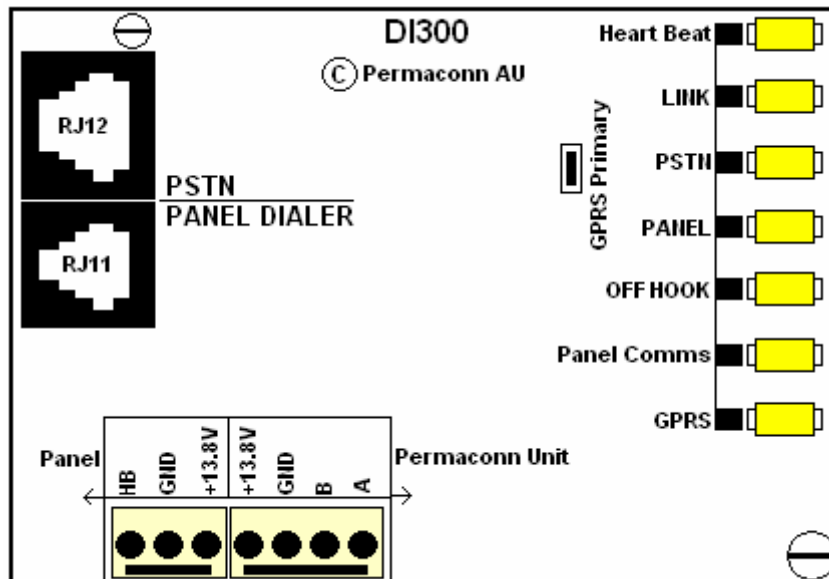 DI300
© Permaconn AU
RJ12
PSTN
PANEL DIALER
RJ11
GPRS Primary
Heart Beat
LINK
PSTN
PANEL
OFF HOOK
Panel Comms
GPRS
Panel
HB
GND
+13.8V
+13.8V
GND
B
A
Permaconn Unit